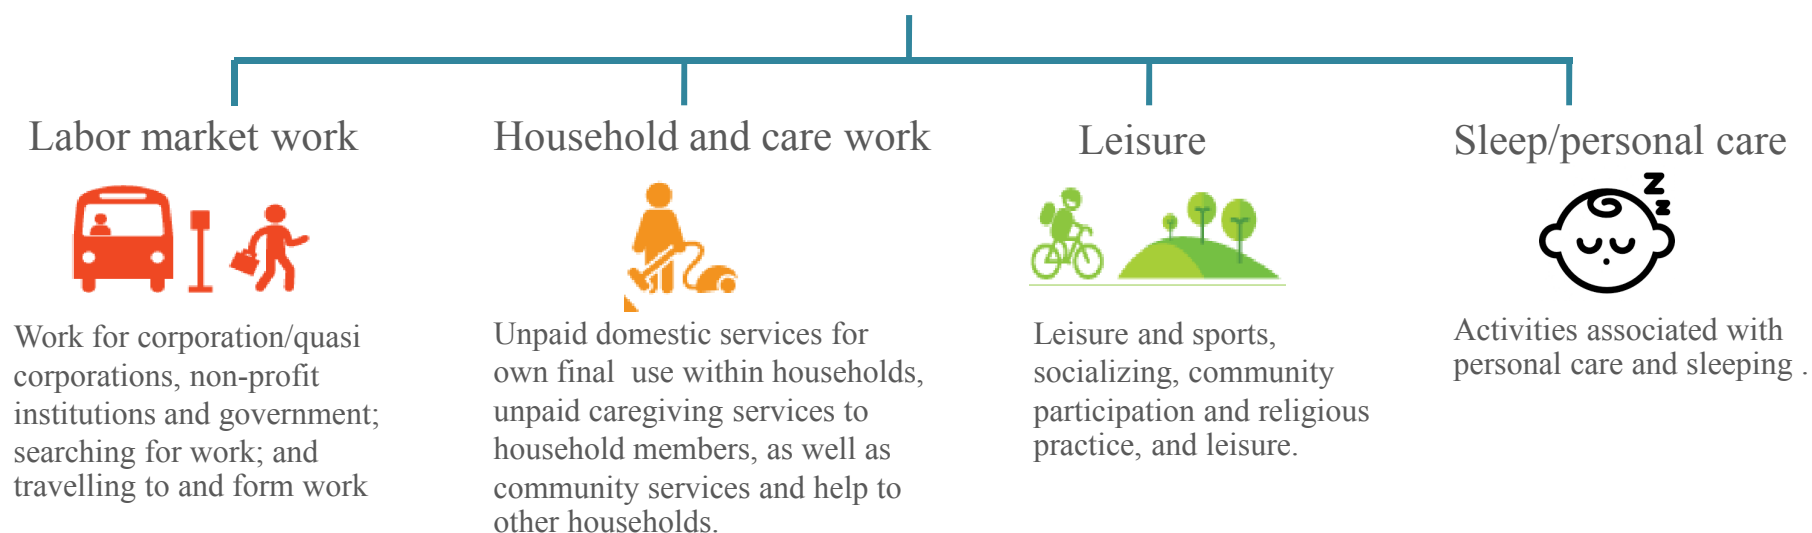 Labor market work
Work for corporation/quasi
corporations, non-profit
institutions and government;
searching for work; and
travelling to and form work
Household and care work
Unpaid domestic services for
own final  use within households,
unpaid caregiving services to
household members, as well as
community services and help to
other households.
Leisure
Leisure and sports,
socializing, community
participation and religious
practice, and leisure.
Sleep/personal care
z
z
Activities associated with
personal care and sleeping .